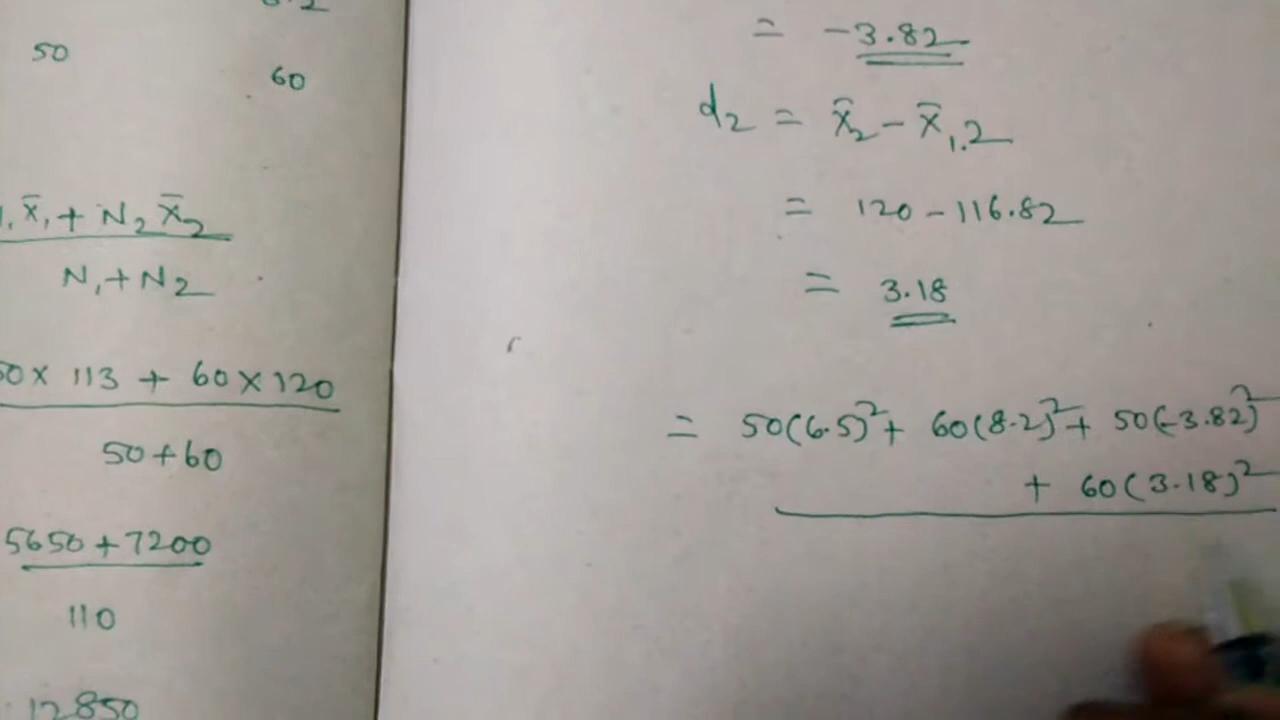 50
60
x̄₁ + N₂ x̄₂
N₁ + N₂
0 × 113 + 60 × 120
50 + 60
5650 + 7200
110
12850
= -3.82
d₂ = x̄₂ - x̄₁.₂
= 120 - 116.82
= 3.18
= 50(6.5)² + 60(8.2)² + 50(-3.82)²
+ 60(3.18)²